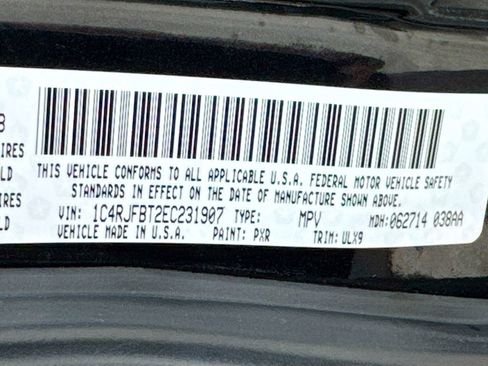 THIS VEHICLE CONFORMS TO ALL APPLICABLE U.S.A. FEDERAL MOTOR VEHICLE SAFETY
STANDARDS IN EFFECT ON THE DATE OF MANUFACTURE SHOWN ABOVE.
VIN: 1C4RJFBT2EC231907 TYPE: MPV MDH:062714 038AA
VEHICLE MADE IN U.S.A. PAINT: PXR TRIM: ULX9